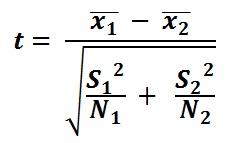 t = (x̄₁ − x̄₂) / √(S₁²/N₁ + S₂²/N₂)